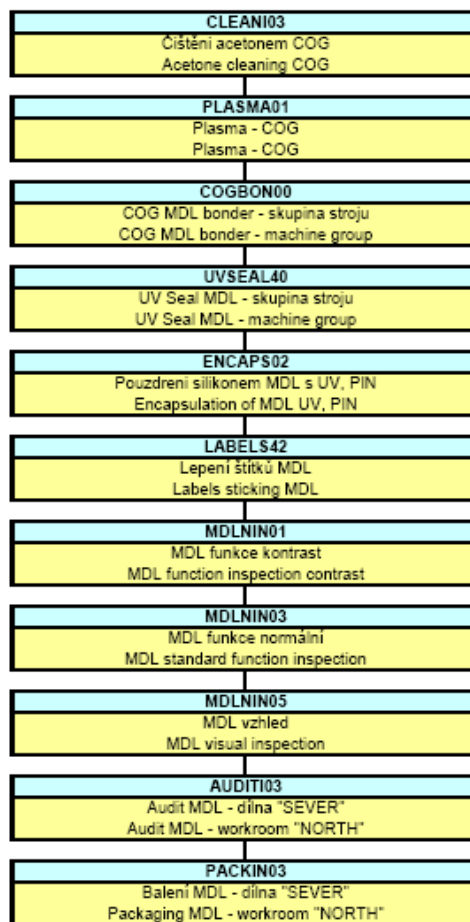 CLEANI03
Čištěni acetonem COG
Acetone cleaning COG
PLASMA01
Plasma - COG
Plasma - COG
COGBON00
COG MDL bonder - skupina stroju
COG MDL bonder - machine group
UVSEAL40
UV Seal MDL - skupina stroju
UV Seal MDL - machine group
ENCAPS02
Pouzdreni silikonem MDL s UV, PIN
Encapsulation of MDL UV, PIN
LABELS42
Lepení štítků MDL
Labels sticking MDL
MDLNIN01
MDL funkce kontrast
MDL function inspection contrast
MDLNIN03
MDL funkce normální
MDL standard function inspection
MDLNIN05
MDL vzhled
MDL visual inspection
AUDITI03
Audit MDL - dílna "SEVER"
Audit MDL - workroom "NORTH"
PACKIN03
Balení MDL - dílna "SEVER"
Packaging MDL - workroom "NORTH"